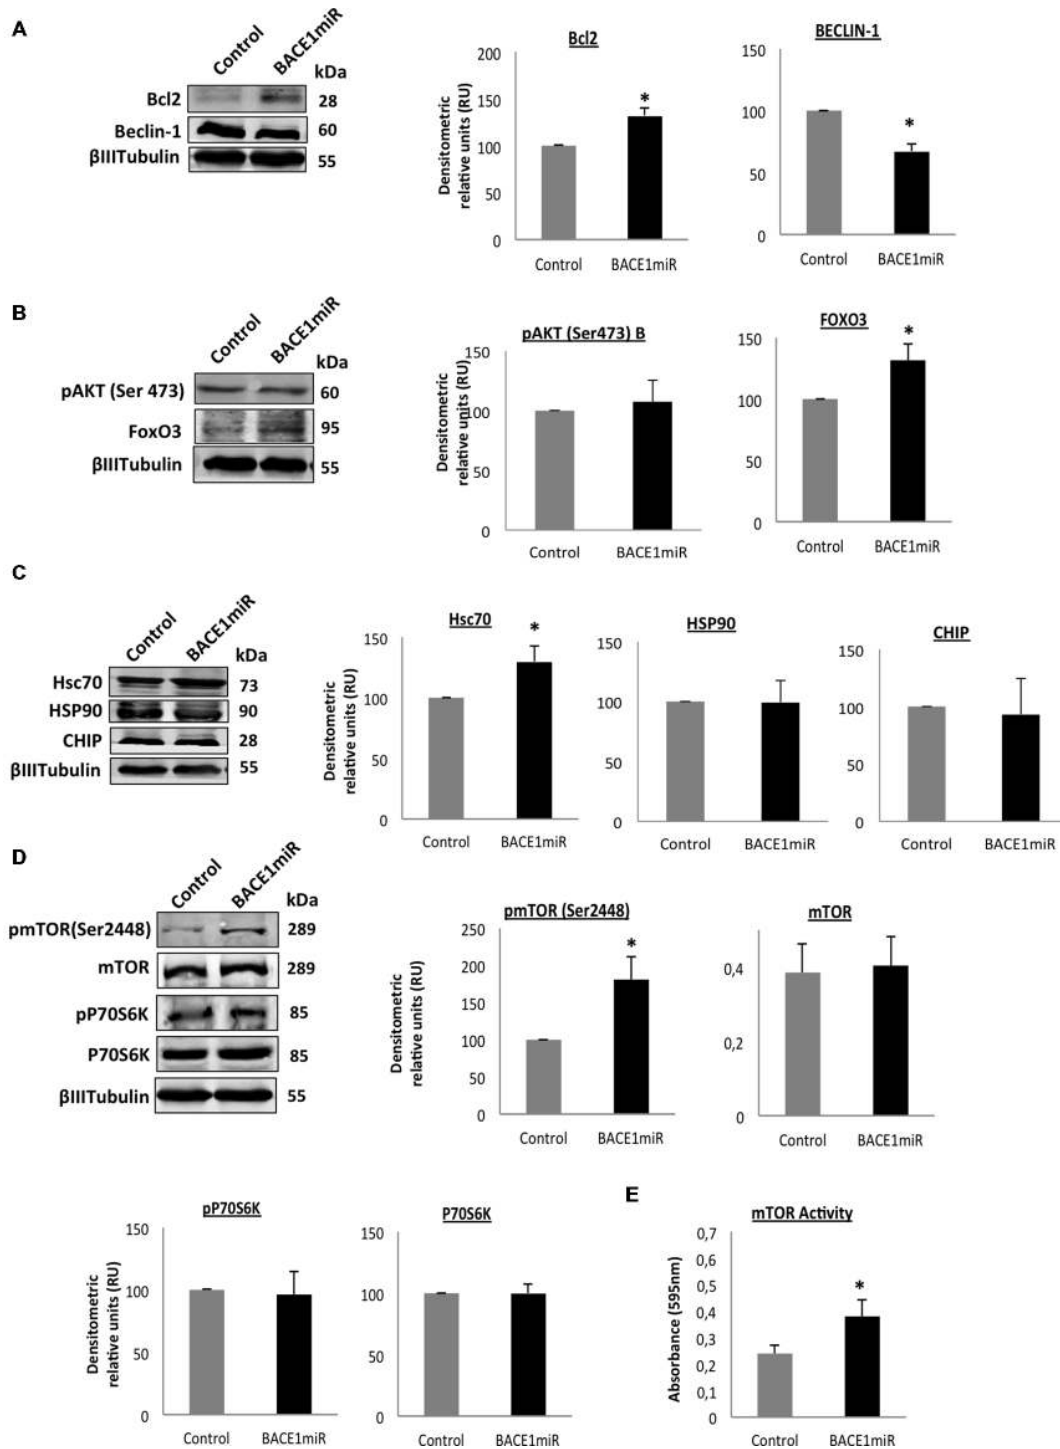 A
Control
BACE1miR
kDa
Bcl2
28
Beclin-1
60
βIIITubulin
55
Bcl2
Densitometric
relative units (RU)
200
150
100
50
0
*
Control
BACE1miR
BECLIN-1
150
100
50
0
*
Control
BACE1miR
B
Control
BACE1miR
kDa
pAKT (Ser 473)
60
FoxO3
95
βIIITubulin
55
pAKT (Ser473) B
Densitometric
relative units (RU)
150
100
50
0
Control
BACE1miR
FOXO3
150
100
50
0
*
Control
BACE1miR
C
Control
BACE1miR
kDa
Hsc70
73
HSP90
90
CHIP
28
βIIITubulin
55
Hsc70
Densitometric
relative units (RU)
150
100
50
0
*
Control
BACE1miR
HSP90
150
100
50
0
Control
BACE1miR
CHIP
150
100
50
0
Control
BACE1miR
D
Control
BACE1miR
kDa
pmTOR(Ser2448)
289
mTOR
289
pP70S6K
85
P70S6K
85
βIIITubulin
55
pmTOR (Ser2448)
Densitometric
relative units (RU)
250
200
150
100
50
0
*
Control
BACE1miR
mTOR
0,4
0,2
0
Control
BACE1miR
pP70S6K
Densitometric
relative units (RU)
150
100
50
0
Control
BACE1miR
P70S6K
150
100
50
0
Control
BACE1miR
E
mTOR Activity
Absorbance (595nm)
0,7
0,6
0,5
0,4
0,3
0,2
0,1
0
*
Control
BACE1miR